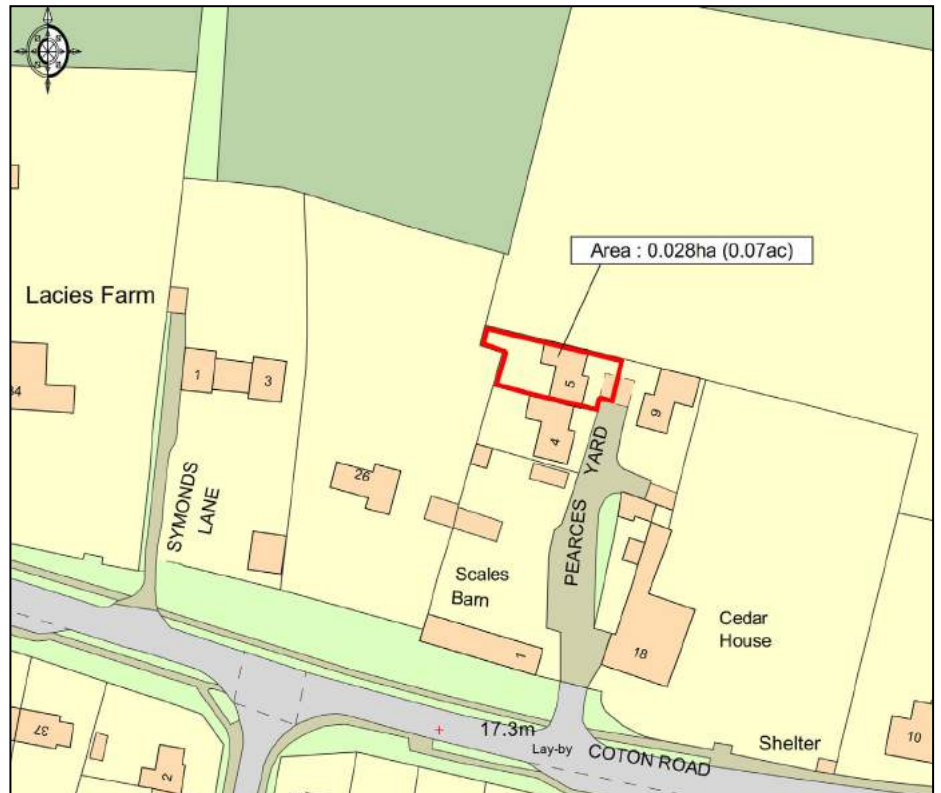 Area : 0.028ha (0.07ac)
Lacies Farm
1
3
34
5
9
4
SYMONDS
LANE
26
PEARCES YARD
Scales
Barn
1
18
Cedar
House
37
2
17.3m
Lay-by
COTON ROAD
Shelter
10